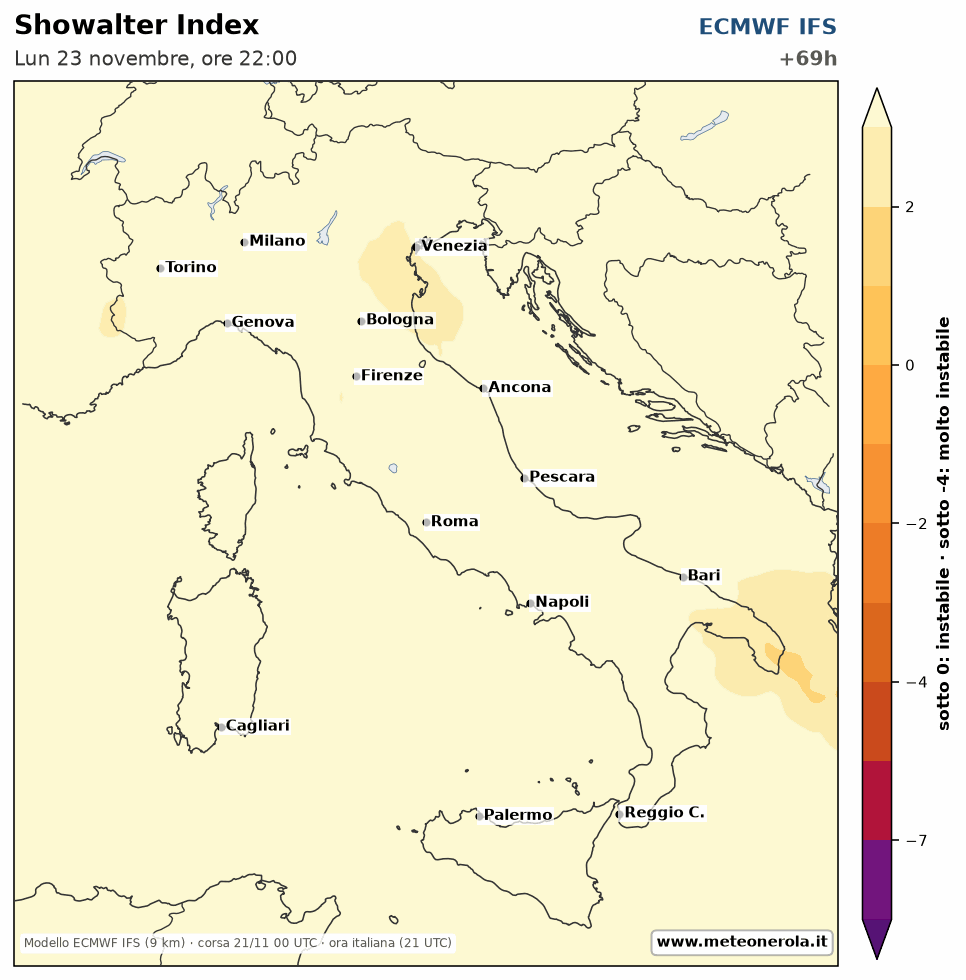 Showalter Index
ECMWF IFS
Lun 23 novembre, ore 22:00
+69h
Milano
Venezia
Torino
Genova
Bologna
Firenze
Ancona
Pescara
Roma
Bari
Napoli
Cagliari
Palermo
Reggio C.
2
0
−2
−4
−7
sotto 0: instabile · sotto -4: molto instabile
Modello ECMWF IFS (9 km) · corsa 21/11 00 UTC · ora italiana (21 UTC)
www.meteonerola.it